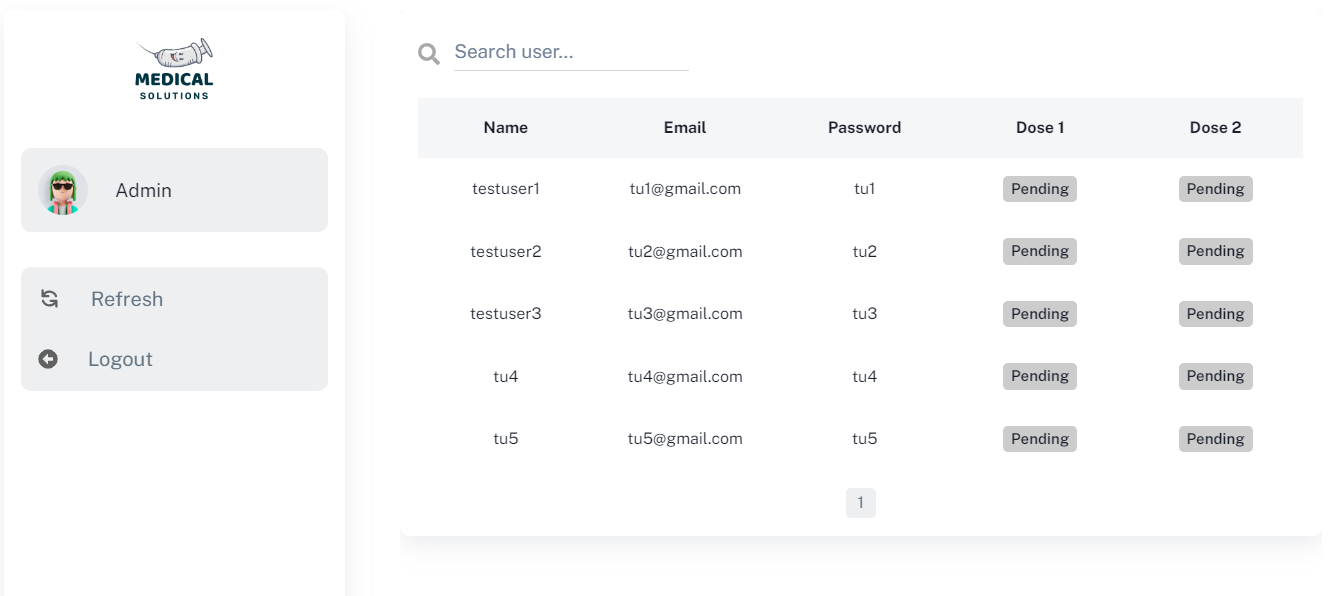 MEDICAL
SOLUTIONS
Admin
Refresh
Logout
Search user...
Name Email Password Dose 1 Dose 2
testuser1 tu1@gmail.com tu1 Pending Pending
testuser2 tu2@gmail.com tu2 Pending Pending
testuser3 tu3@gmail.com tu3 Pending Pending
tu4 tu4@gmail.com tu4 Pending Pending
tu5 tu5@gmail.com tu5 Pending Pending
1